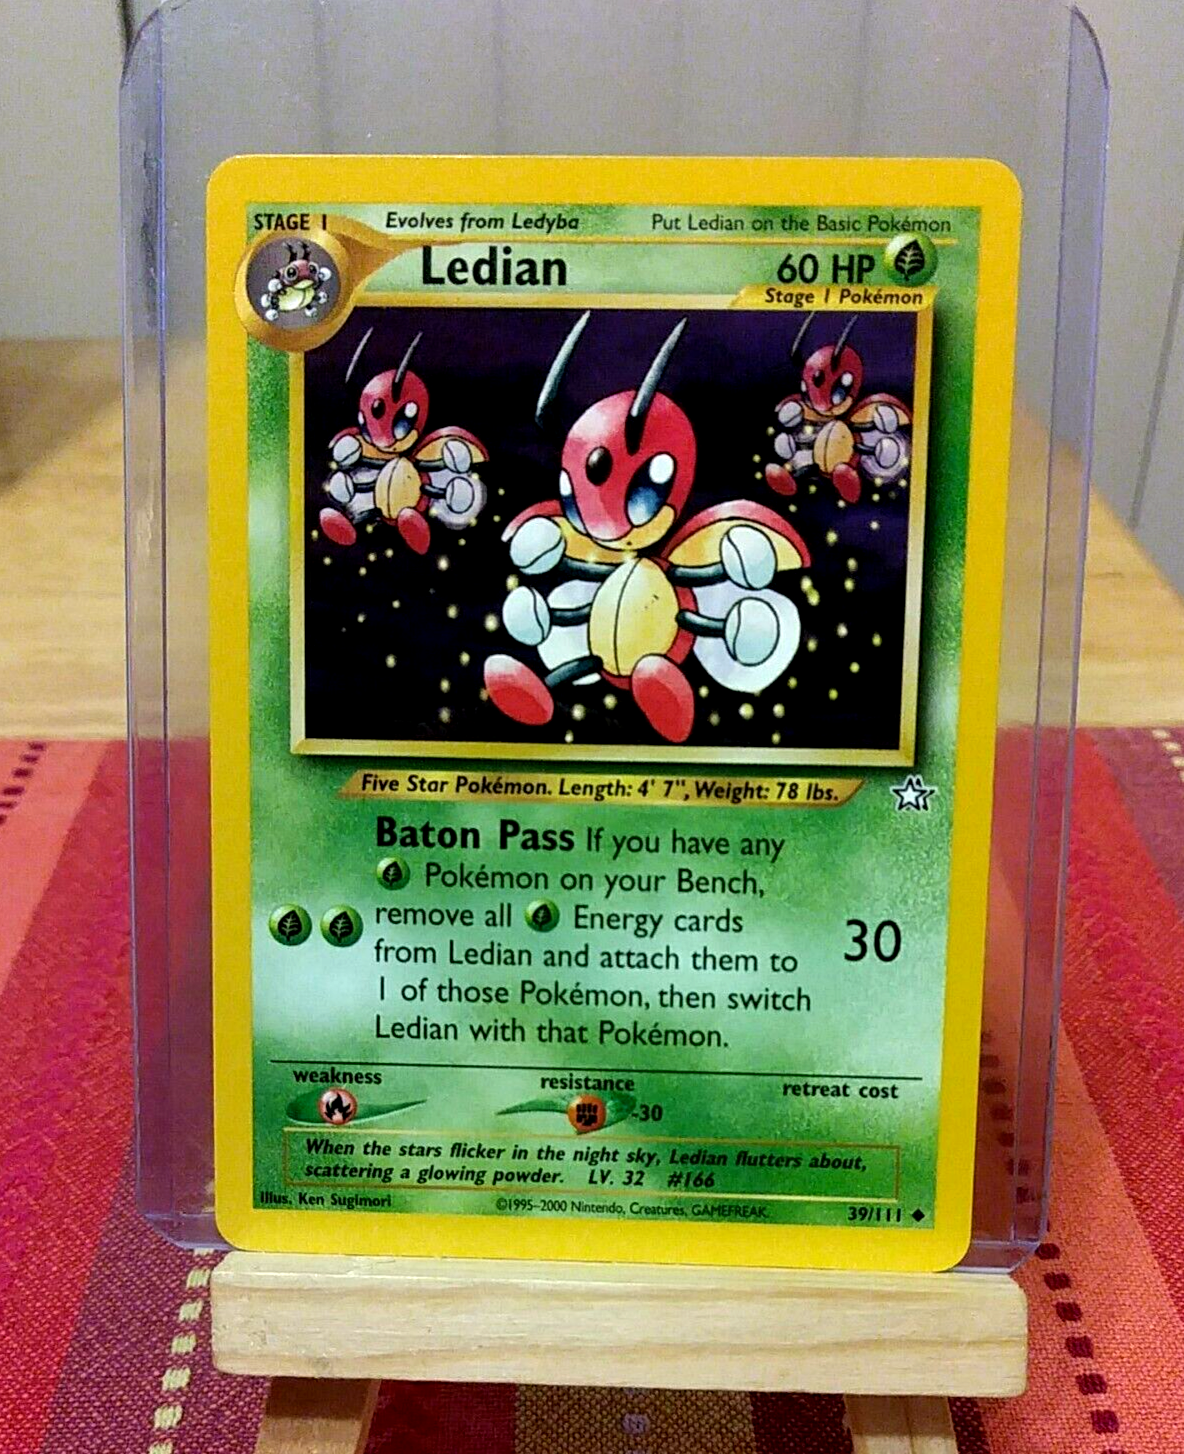 STAGE 1 Evolves from Ledyba Put Ledian on the Basic Pokémon
Ledian 60 HP
Stage 1 Pokémon
Five Star Pokémon. Length: 4' 7", Weight: 78 lbs.
Baton Pass If you have any
Pokémon on your Bench,
remove all Energy cards
from Ledian and attach them to
1 of those Pokémon, then switch
Ledian with that Pokémon.
30
weakness resistance retreat cost
-30
When the stars flicker in the night sky, Ledian flutters about,
scattering a glowing powder. LV. 32 #166
Illus. Ken Sugimori ©1995-2000 Nintendo, Creatures, GAMEFREAK. 39/111